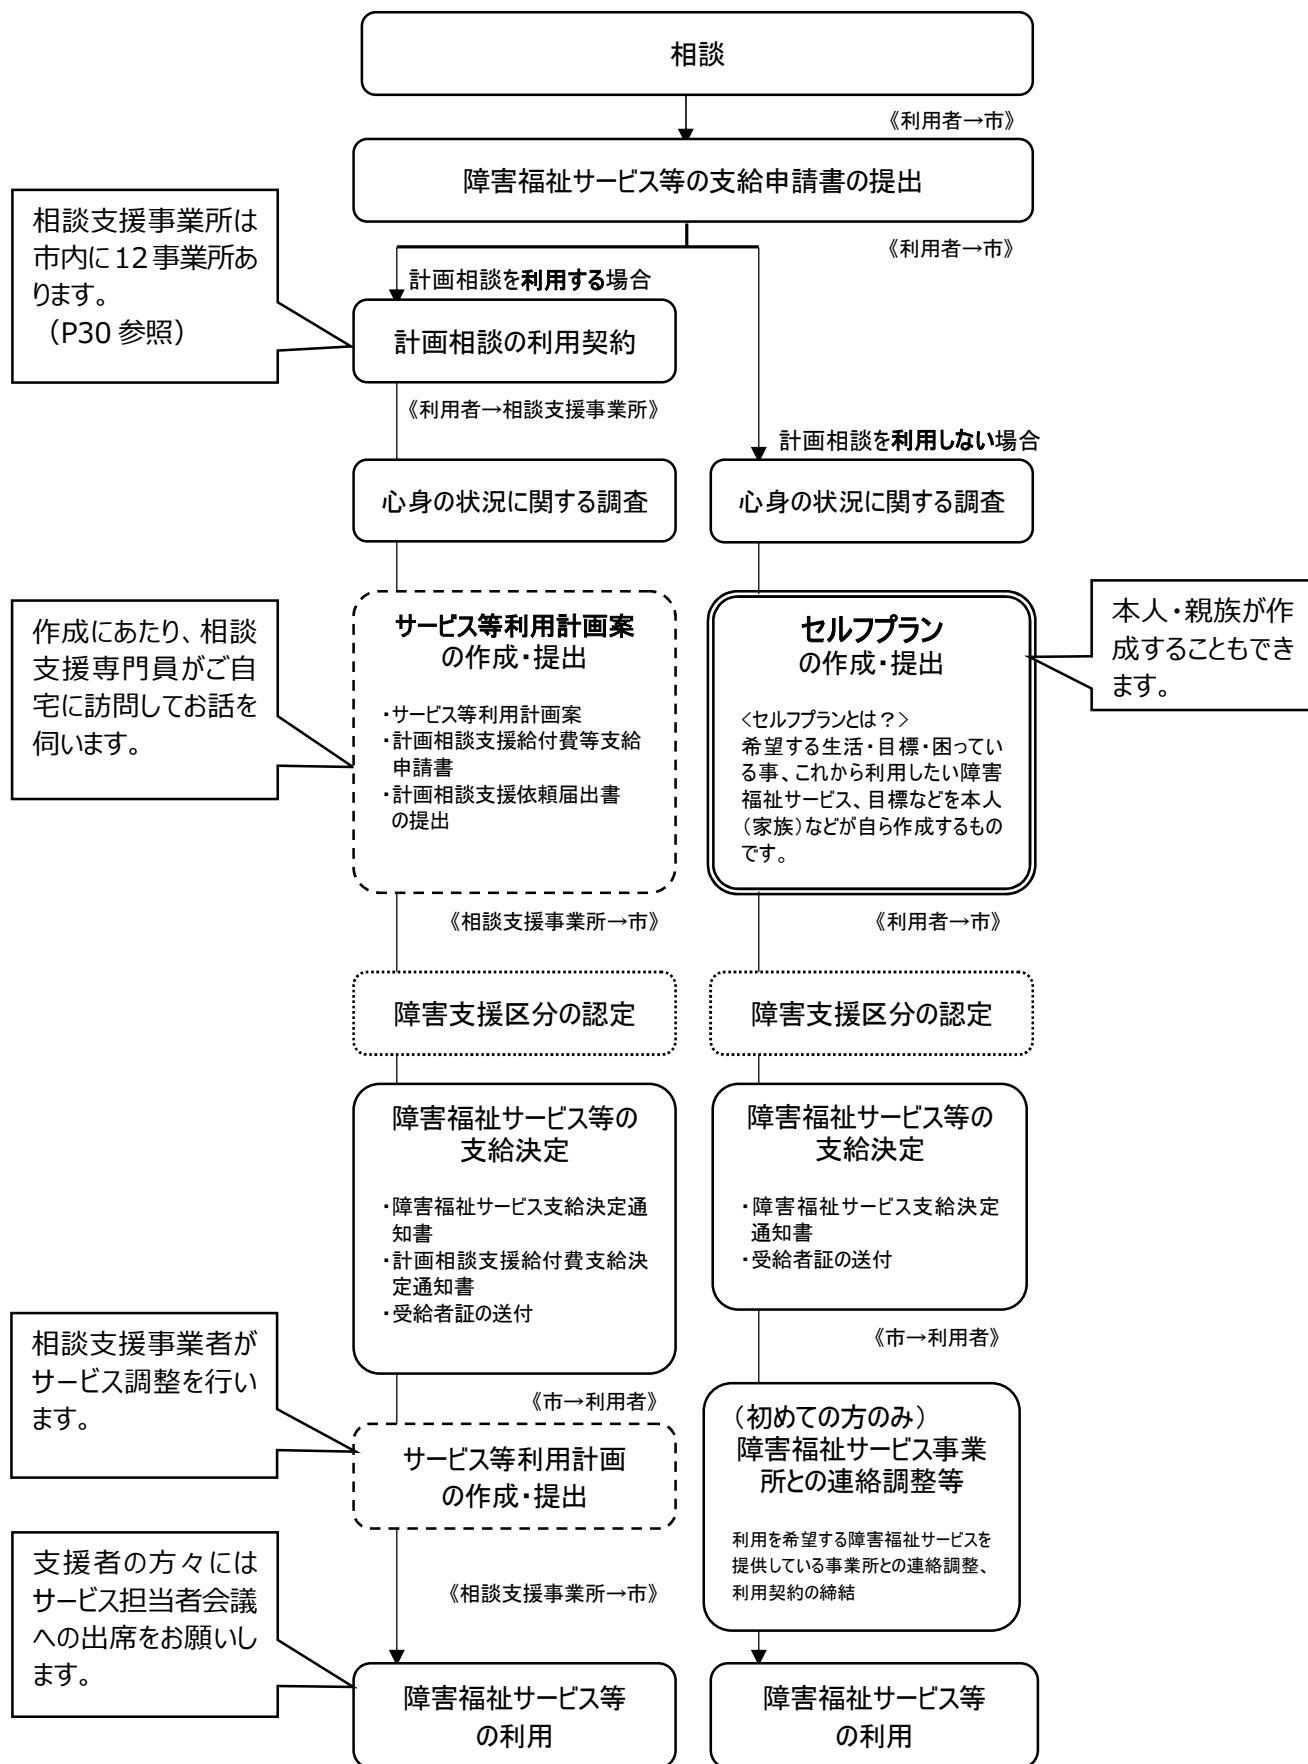 相談
《利用者→市》
障害福祉サービス等の支給申請書の提出
《利用者→市》
相談支援事業所は
市内に12事業所あ
ります。
（P30 参照）
計画相談を利用する場合
計画相談の利用契約
《利用者→相談支援事業所》
計画相談を利用しない場合
心身の状況に関する調査
心身の状況に関する調査
作成にあたり、相談
支援専門員がご自
宅に訪問してお話を
伺います。
サービス等利用計画案
の作成・提出
・サービス等利用計画案
・計画相談支援給付費等支給
申請書
・計画相談支援依頼届出書
の提出
セルフプラン
の作成・提出
＜セルフプランとは？＞
希望する生活・目標・困ってい
る事、これから利用したい障害
福祉サービス、目標などを本人
（家族）などが自ら作成するもの
です。
本人・親族が作
成することもでき
ます。
《相談支援事業所→市》
《利用者→市》
障害支援区分の認定
障害支援区分の認定
障害福祉サービス等の
支給決定
・障害福祉サービス支給決定通
知書
・計画相談支援給付費支給決
定通知書
・受給者証の送付
障害福祉サービス等の
支給決定
・障害福祉サービス支給決定
通知書
・受給者証の送付
《市→利用者》
相談支援事業者が
サービス調整を行い
ます。
《市→利用者》
サービス等利用計画
の作成・提出
（初めての方のみ）
障害福祉サービス事業
所との連絡調整等
利用を希望する障害福祉サービスを
提供している事業所との連絡調整、
利用契約の締結
支援者の方々には
サービス担当者会議
への出席をお願いし
ます。
《相談支援事業所→市》
障害福祉サービス等
の利用
障害福祉サービス等
の利用